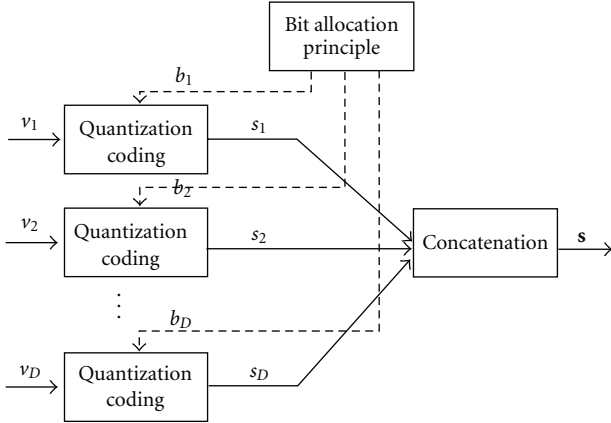 Bit allocation
principle
b1
v1
Quantization
coding
s1
b2
v2
Quantization
coding
s2
Concatenation
s
⋮
bD
vD
Quantization
coding
sD